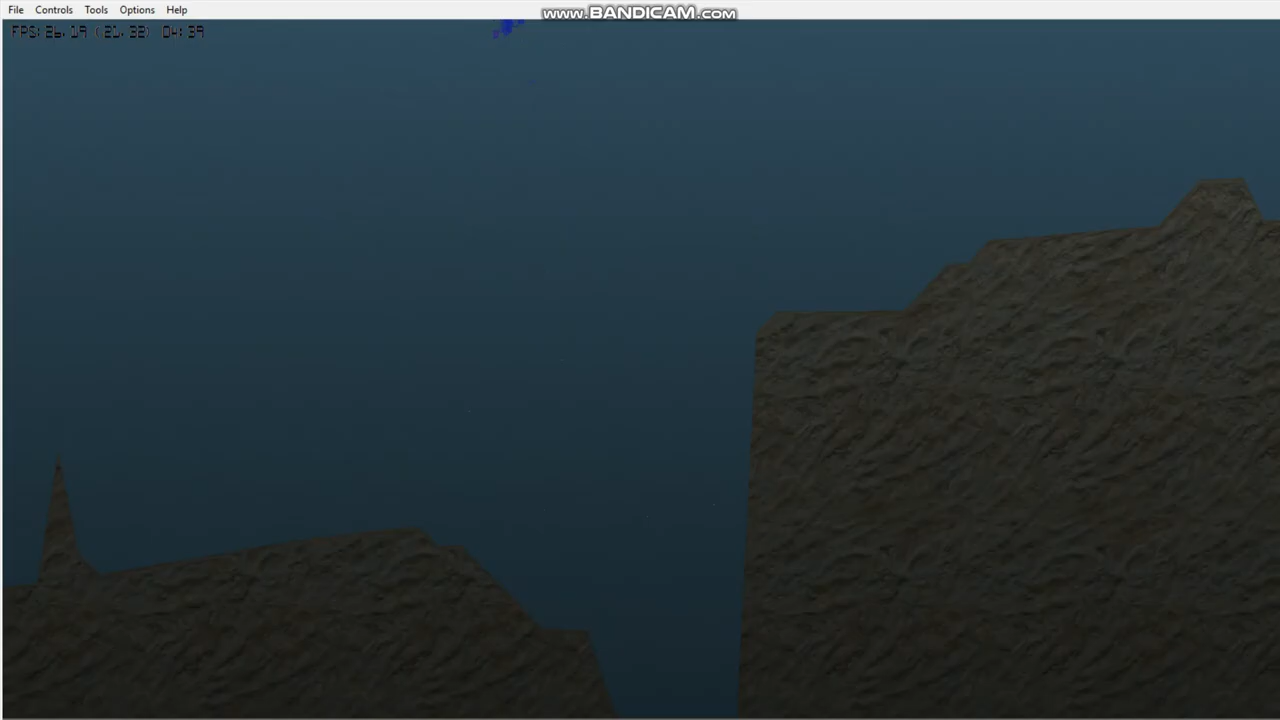 File Controls Tools Options Help
www.BANDICAM.com
FPS: 26.19 (21.32) 04:39